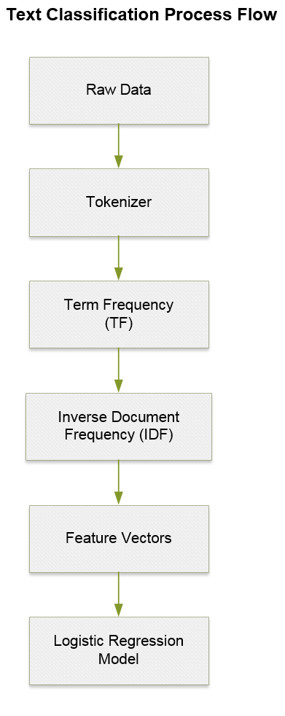 Text Classification Process Flow
Raw Data
Tokenizer
Term Frequency
(TF)
Inverse Document
Frequency (IDF)
Feature Vectors
Logistic Regression
Model